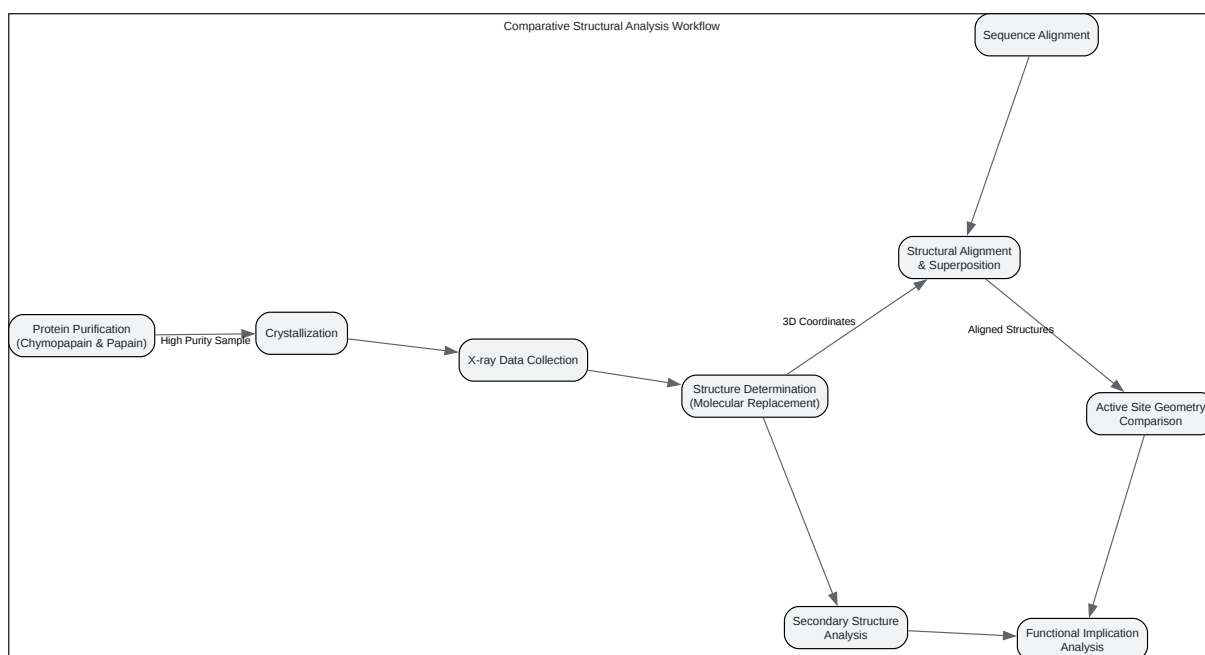 Comparative Structural Analysis Workflow
Sequence Alignment
Structural Alignment
& Superposition
Protein Purification
(Chymopapain & Papain)
High Purity Sample
Crystallization
X-ray Data Collection
3D Coordinates
Aligned Structures
Structure Determination
(Molecular Replacement)
Active Site Geometry
Comparison
Secondary Structure
Analysis
Functional Implication
Analysis